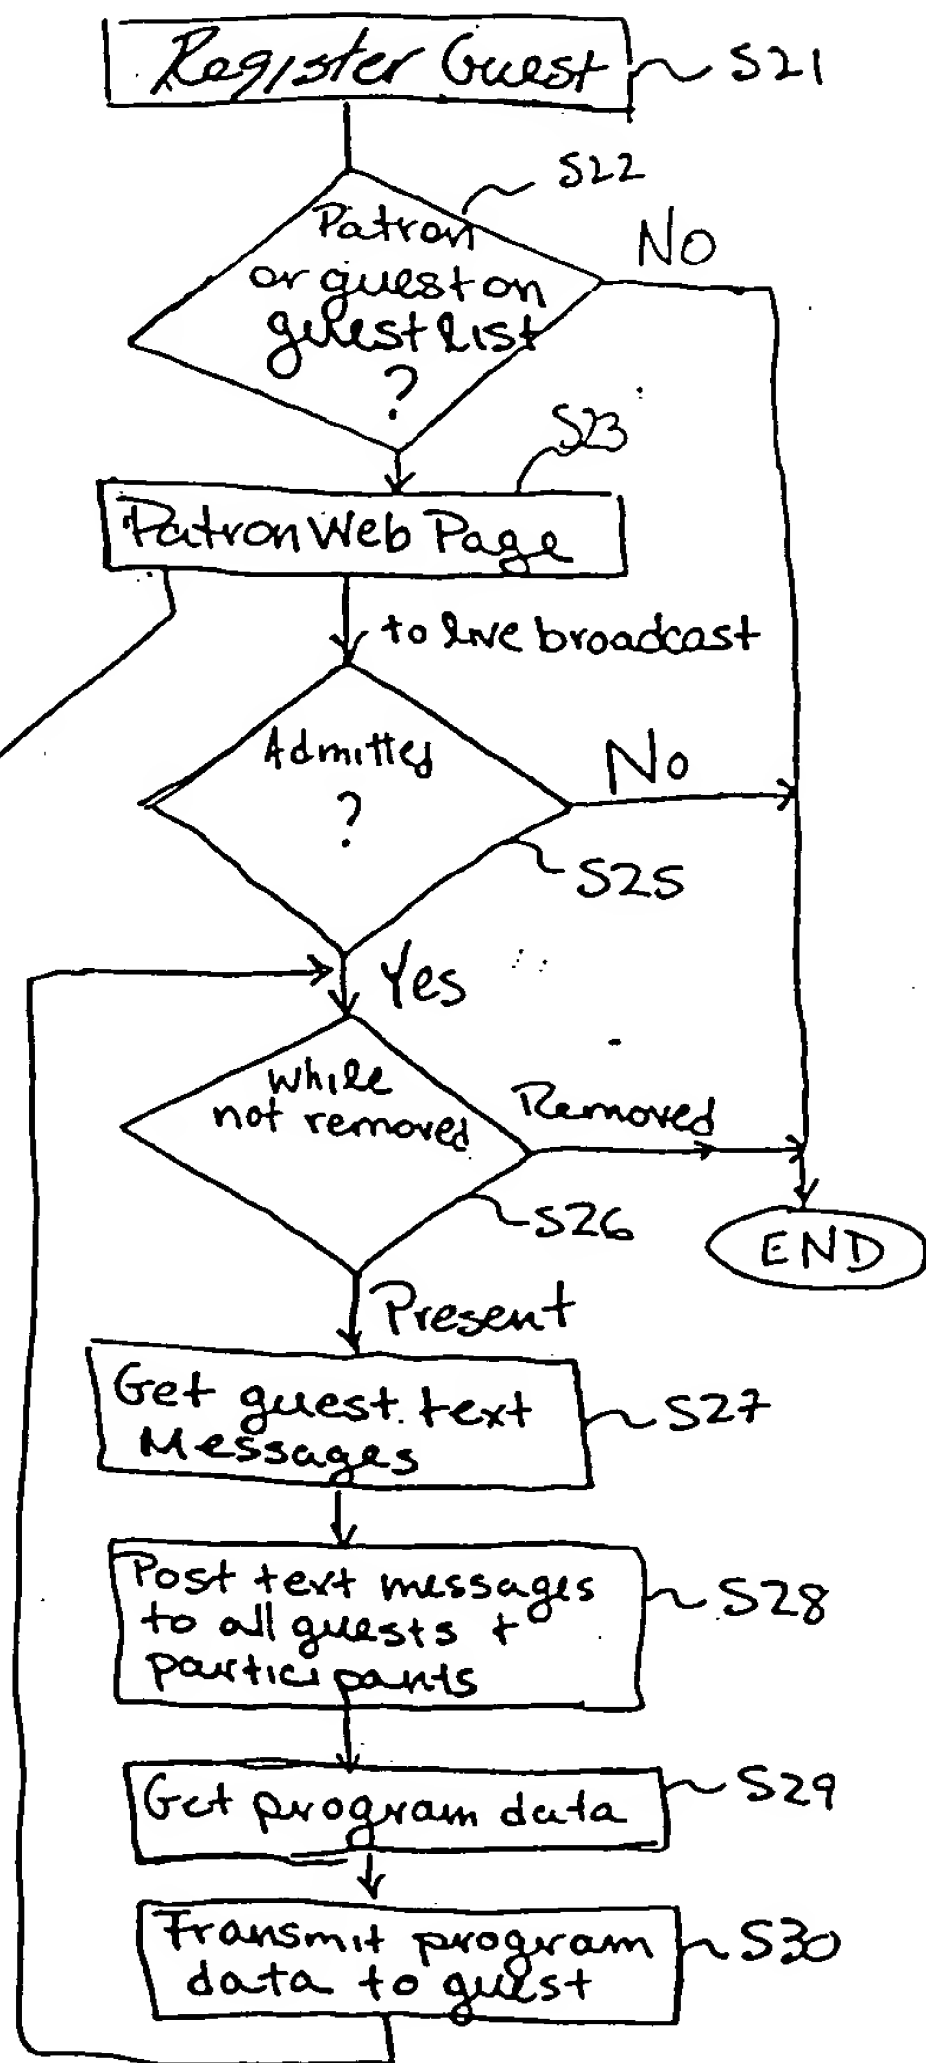 Register Guest
S21
S22
Patron
or guest on
guest list
?
No
S23
Patron Web Page
to live broadcast
Admitted
?
No
S25
Yes
While
not removed
Removed
S26
END
Present
Get guest text
Messages
S27
Post text messages
to all guests +
participants
S28
Get program data
S29
Transmit program
data to guest
S30